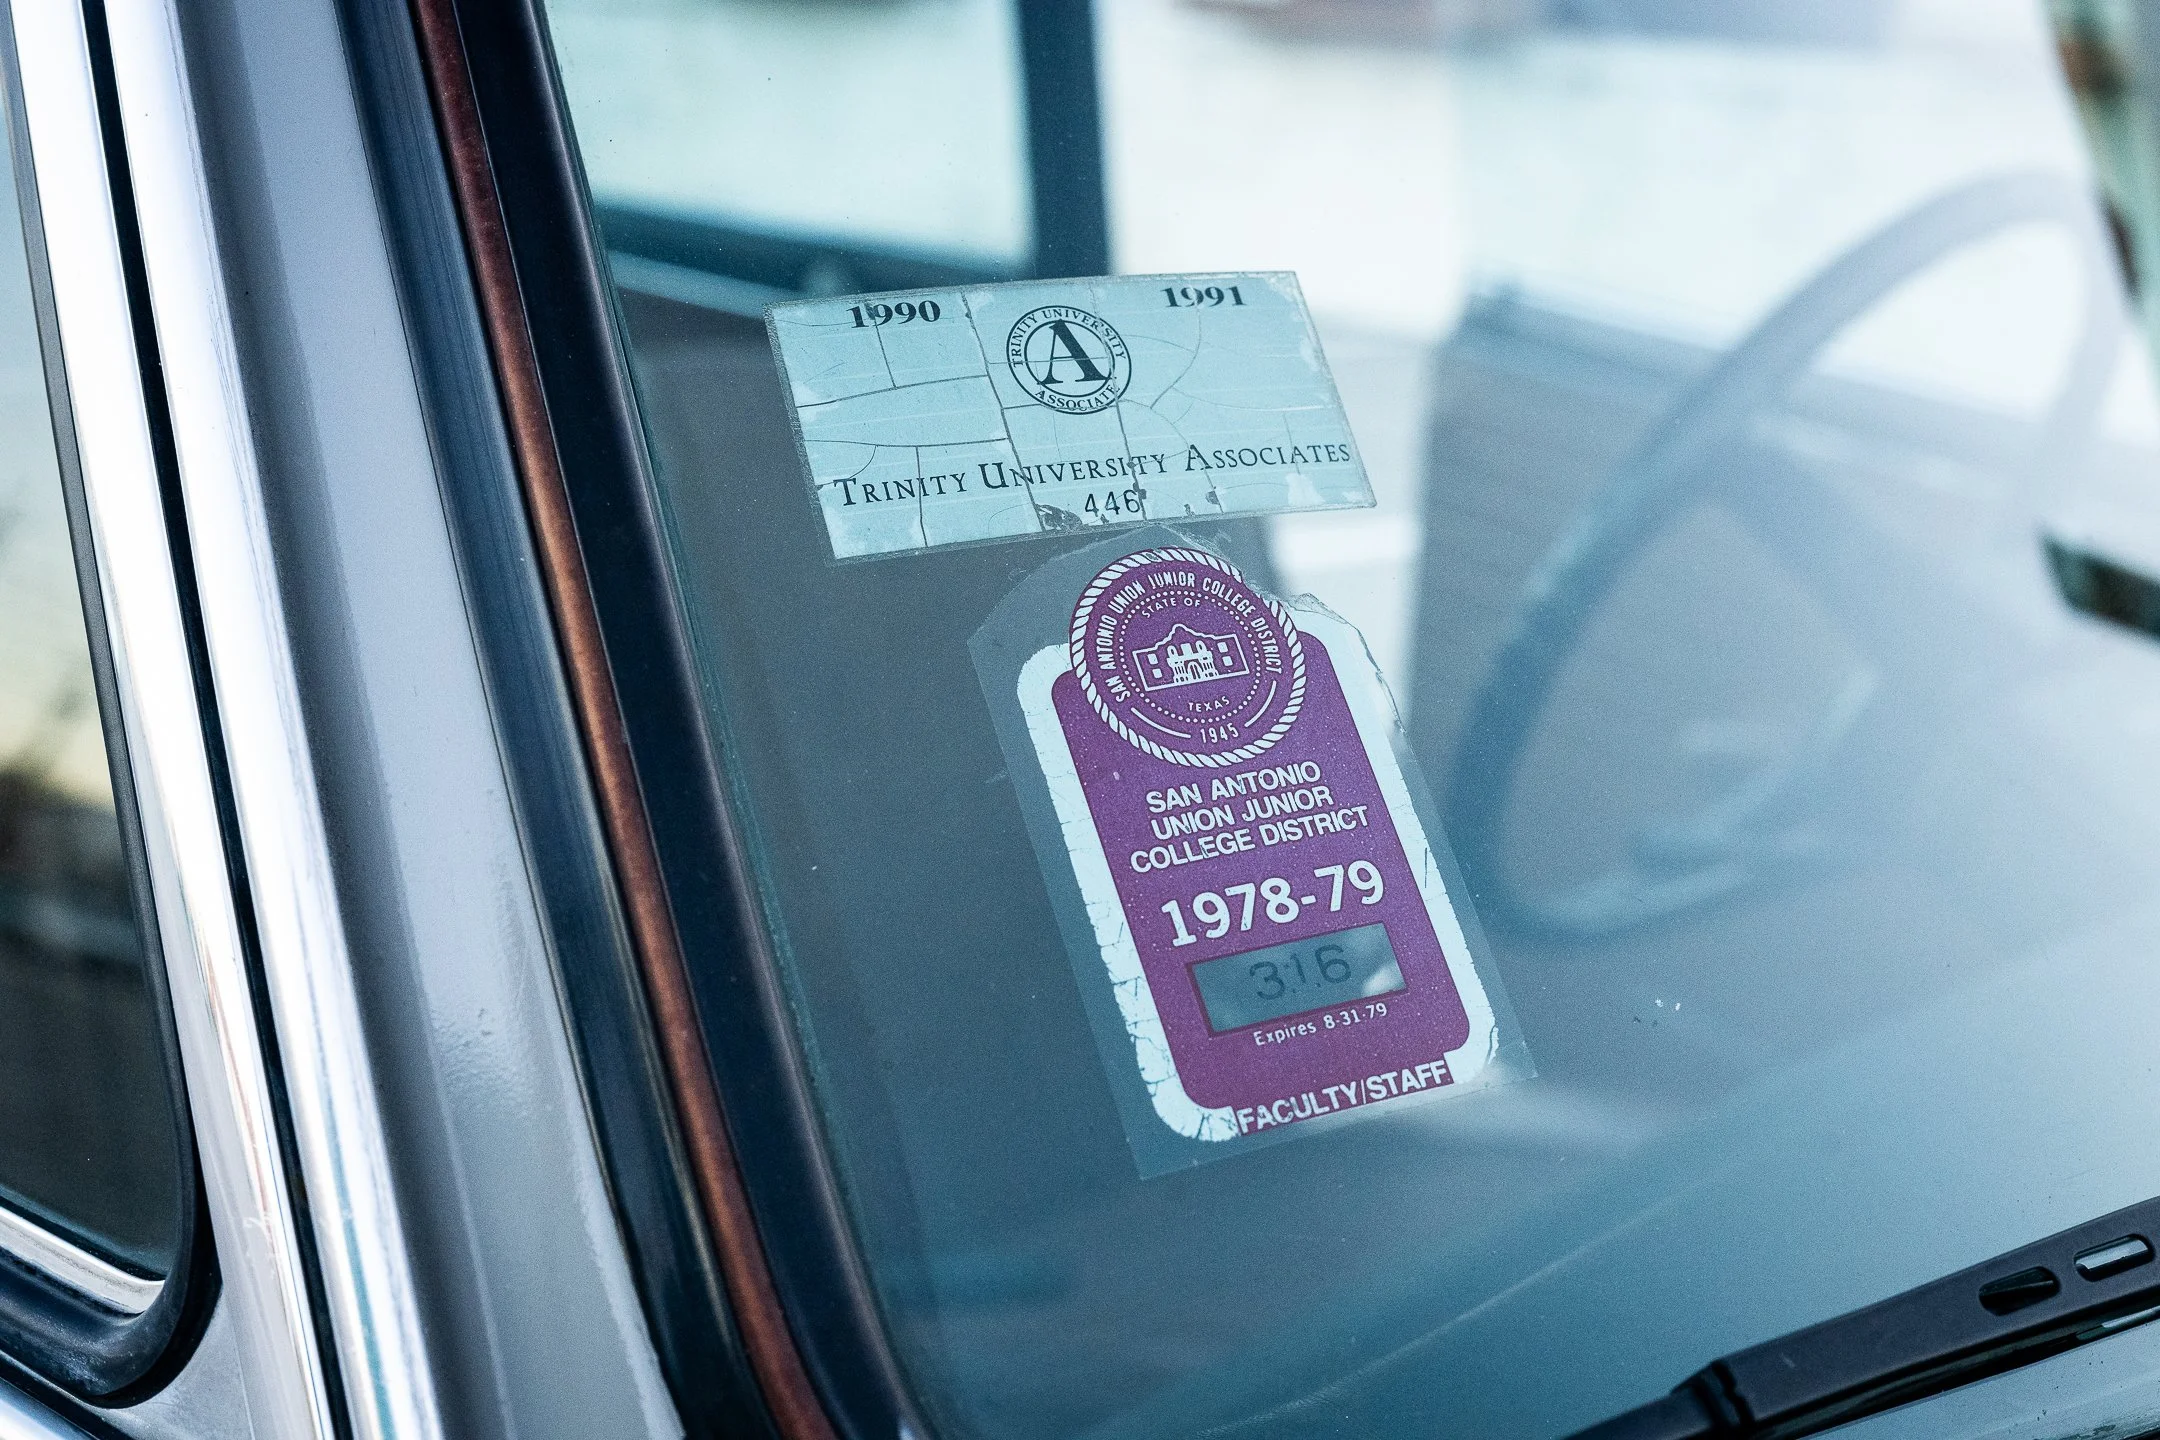 1990 1991
TRINITY UNIVERSITY
A
ASSOCIATE
TRINITY UNIVERSITY ASSOCIATES
446
SAN ANTONIO UNION JUNIOR COLLEGE DISTRICT
STATE OF
TEXAS
1945
SAN ANTONIO
UNION JUNIOR
COLLEGE DISTRICT
1978-79
316
Expires 8-31-79
FACULTY/STAFF